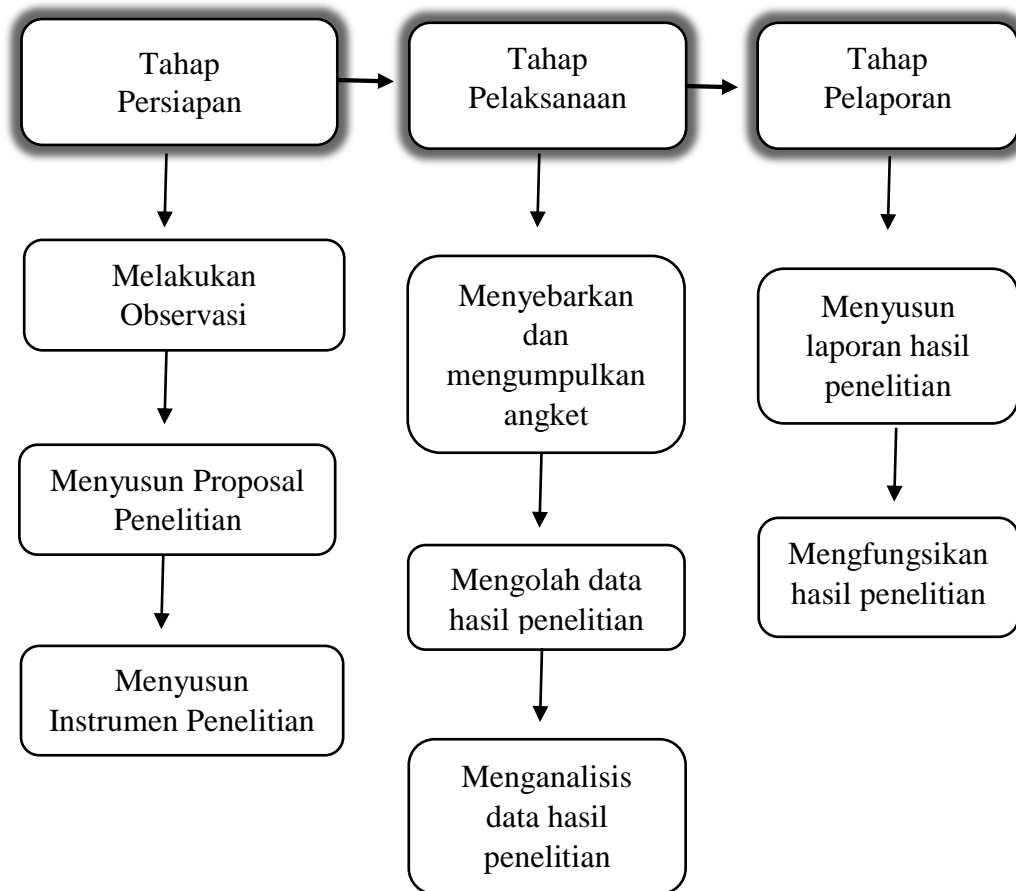 Tahap
Persiapan
Tahap
Pelaksanaan
Tahap
Pelaporan
Melakukan
Observasi
Menyusun Proposal
Penelitian
Menyusun
Instrumen Penelitian
Menyebarkan
dan
mengumpulkan
angket
Mengolah data
hasil penelitian
Menganalisis
data hasil
penelitian
Menyusun
laporan hasil
penelitian
Mengfungsikan
hasil penelitian